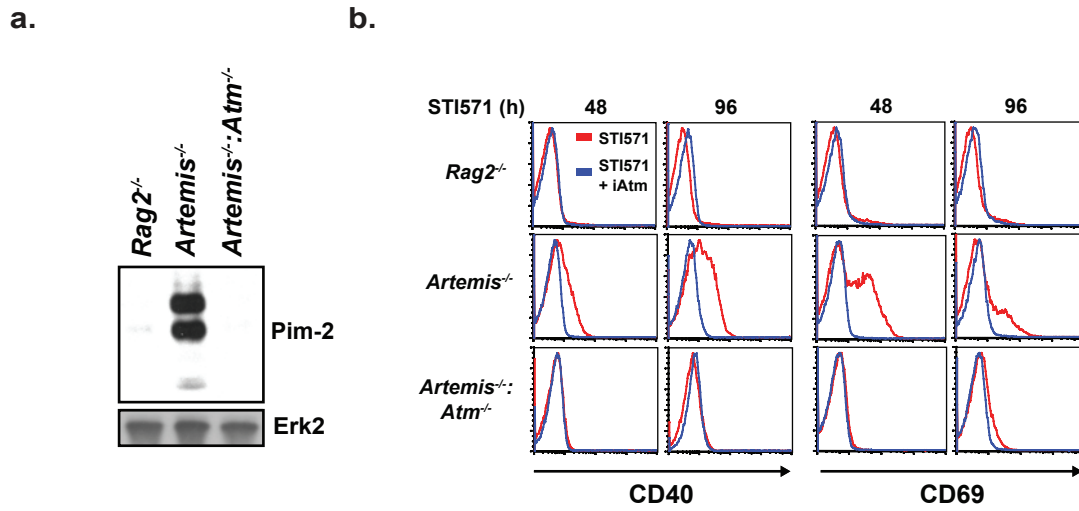 a.
Rag2-/-
Artemis-/-
Artemis-/-:Atm-/-
Pim-2
Erk2
b.
STI571 (h) 48 96 48 96
STI571
STI571
+ iAtm
Rag2-/-
Artemis-/-
Artemis-/-:
Atm-/-
CD40
CD69